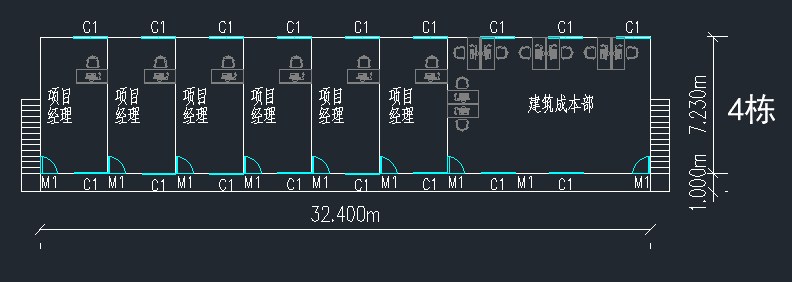 C1 C1 C1 C1 C1 C1 C1 C1 C1
项目 项目 项目 项目 项目 项目
经理 经理 经理 经理 经理 经理
建筑成本部
7.230m
4栋
M1 C1 M1 C1 M1 C1 M1 C1 M1 C1 M1 C1 M1 C1 M1 C1 M1
1.000m
32.400m